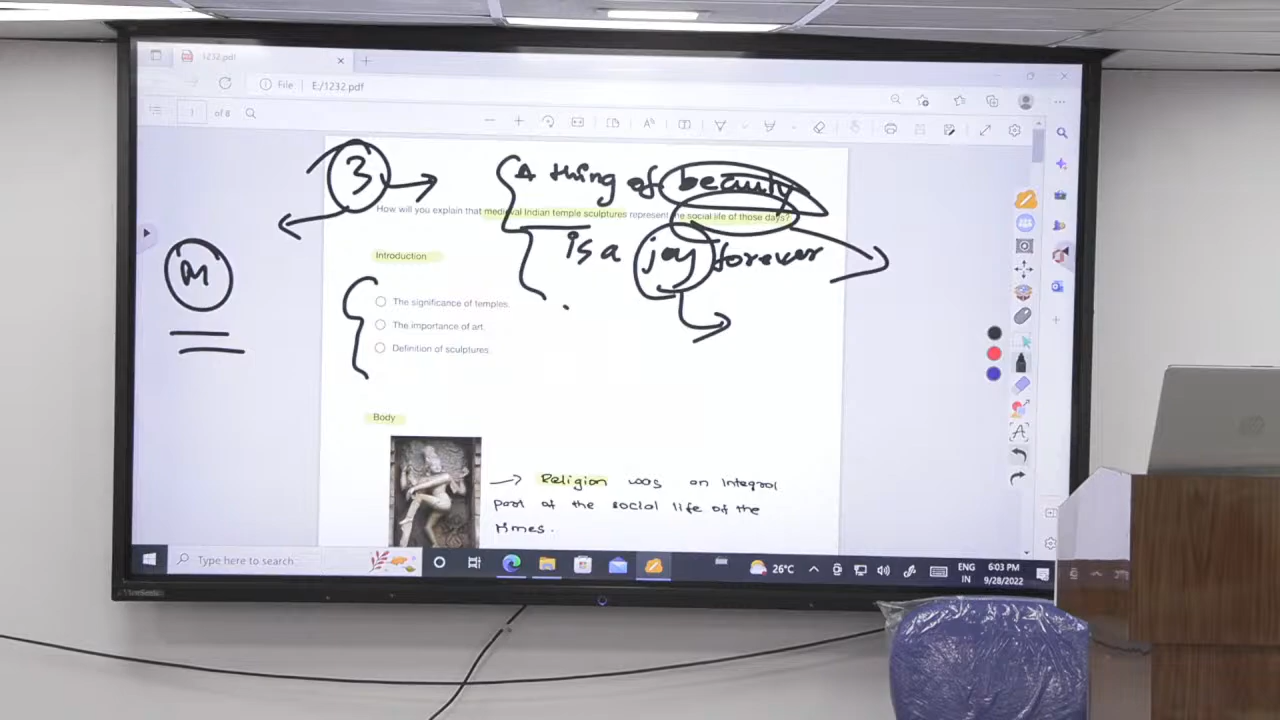 1232.pdf
File E:/1232.pdf
1 of 8
3
A thing of beauty
How will you explain that medieval Indian temple sculptures represent the social life of those days?
is a joy forever
M
Introduction
The significance of temples.
The importance of art.
Definition of sculptures.
Body
→ Religion was an integral
part of the social life of the
times.
Type here to search
26°C
ENG
IN
6:03 PM
9/28/2022
ViewSonic